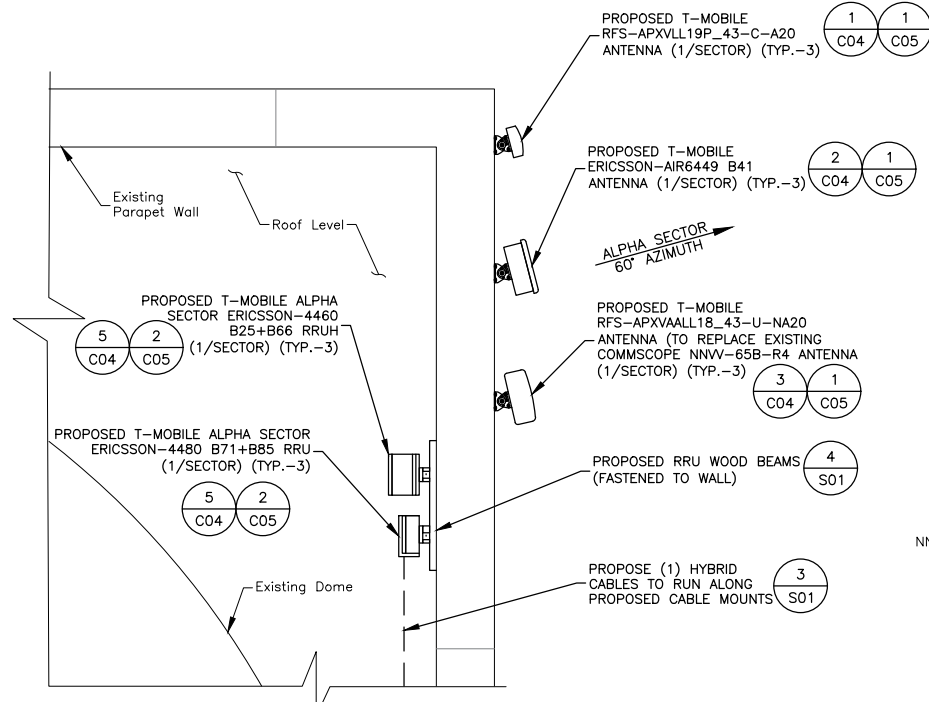 PROPOSED T-MOBILE
RFS-APXVLL19P_43-C-A20
ANTENNA (1/SECTOR) (TYP.-3)
1
C04
1
C05
PROPOSED T-MOBILE
ERICSSON-AIR6449 B41
ANTENNA (1/SECTOR) (TYP.-3)
2
C04
1
C05
Existing
Parapet Wall
Roof Level
ALPHA SECTOR
60° AZIMUTH
PROPOSED T-MOBILE ALPHA
SECTOR ERICSSON-4460
B25+B66 RRUH
(1/SECTOR) (TYP.-3)
5
C04
2
C05
PROPOSED T-MOBILE
RFS-APXVAALL18_43-U-NA20
ANTENNA (TO REPLACE EXISTING
COMMSCOPE NNVV-65B-R4 ANTENNA
(1/SECTOR) (TYP.-3)
3
C04
1
C05
PROPOSED T-MOBILE ALPHA SECTOR
ERICSSON-4480 B71+B85 RRU
(1/SECTOR) (TYP.-3)
5
C04
2
C05
PROPOSED RRU WOOD BEAMS
(FASTENED TO WALL)
4
S01
NN
Existing Dome
PROPOSE (1) HYBRID
CABLES TO RUN ALONG
PROPOSED CABLE MOUNTS
3
S01